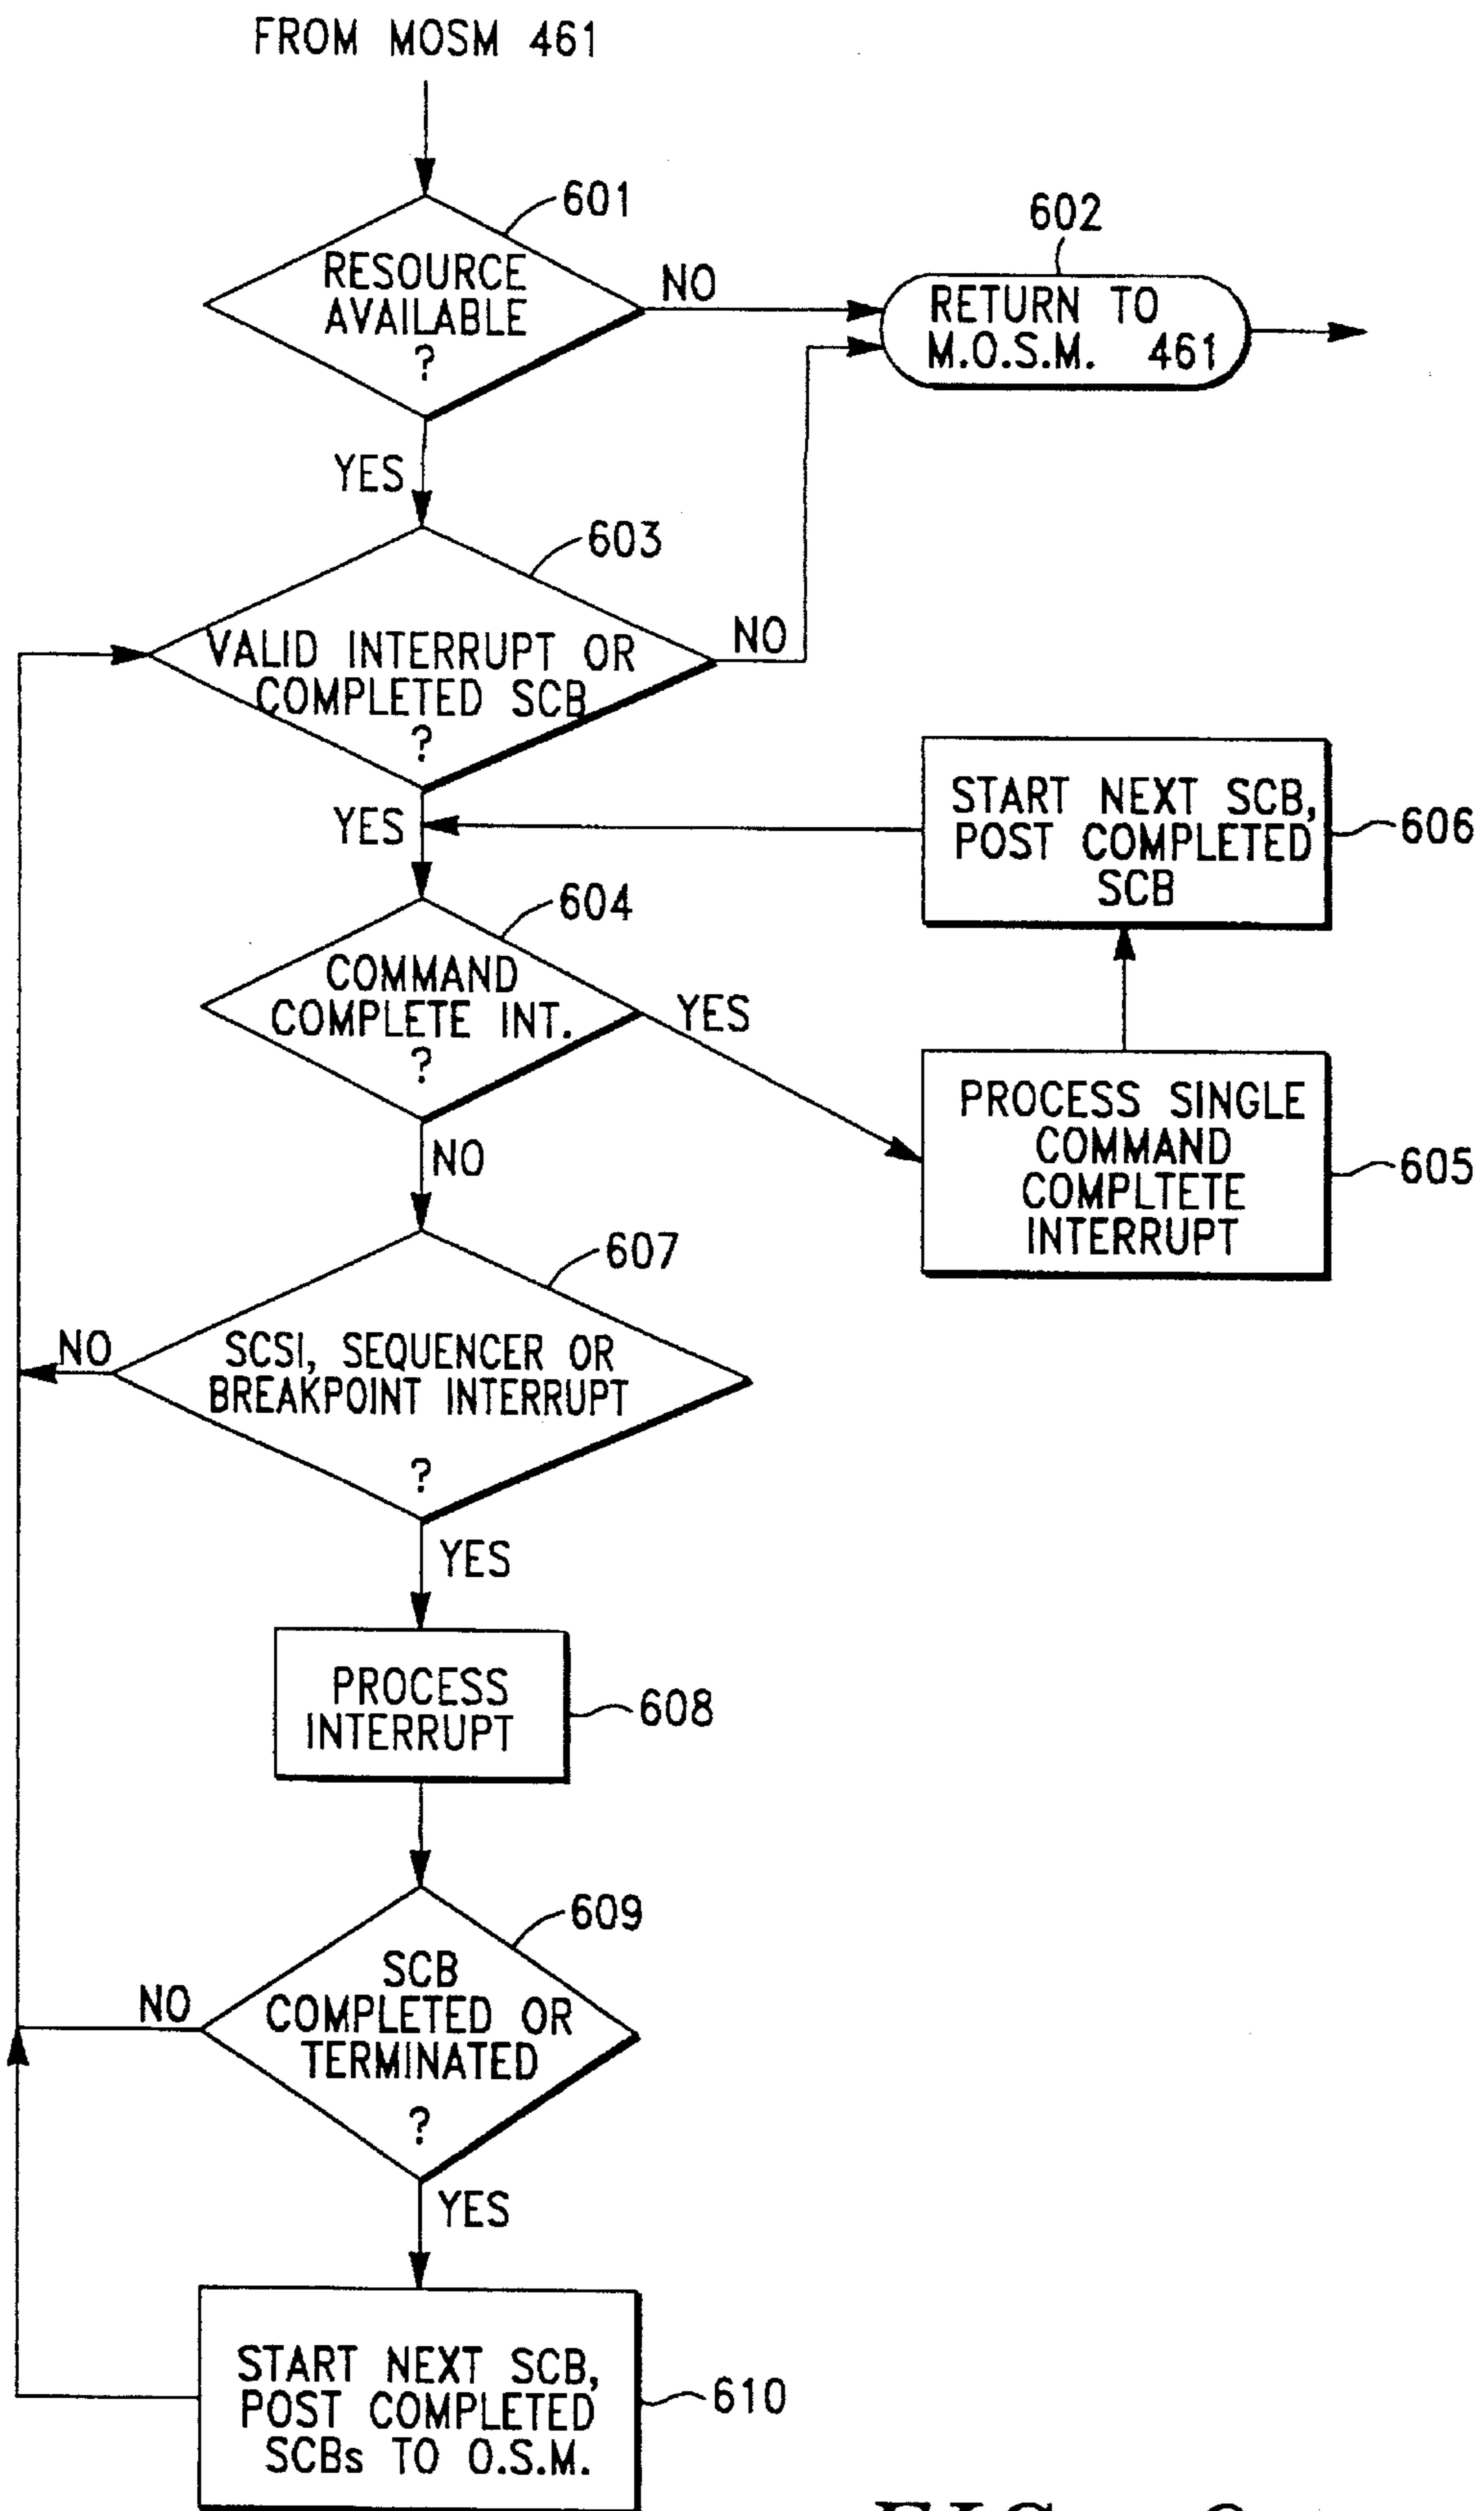 FROM MOSM 461
601
RESOURCE
AVAILABLE
?
NO
602
RETURN TO
M.O.S.M. 461
YES
603
VALID INTERRUPT OR
COMPLETED SCB
?
NO
YES
START NEXT SCB,
POST COMPLETED
SCB
606
604
COMMAND
COMPLETE INT.
?
YES
PROCESS SINGLE
COMMAND
COMPLTETE
INTERRUPT
605
NO
607
SCSI, SEQUENCER OR
BREAKPOINT INTERRUPT
?
NO
YES
PROCESS
INTERRUPT
608
609
SCB
COMPLETED OR
TERMINATED
?
NO
YES
START NEXT SCB,
POST COMPLETED
SCBs TO O.S.M.
610